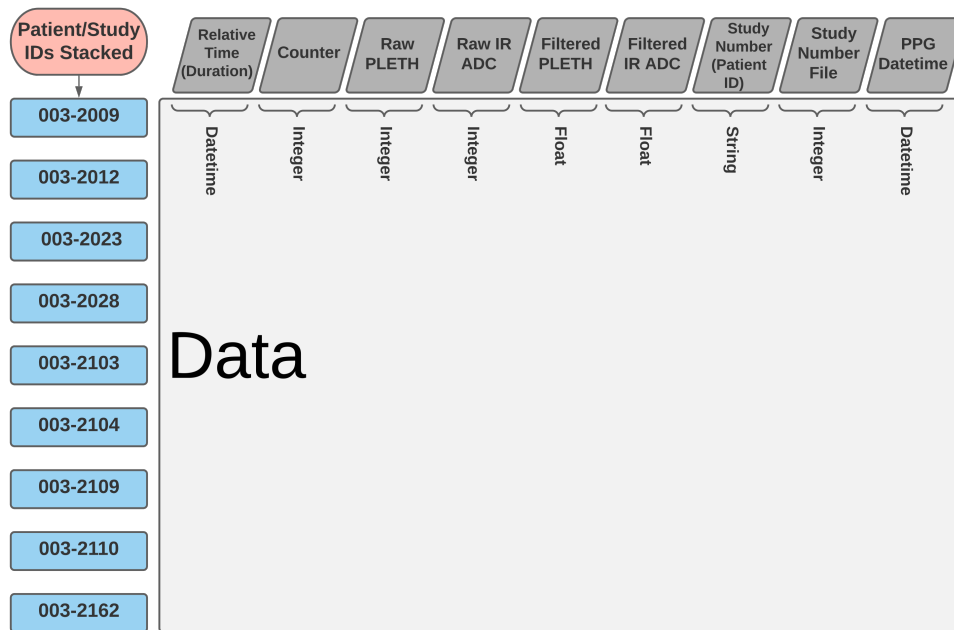 Patient/Study
IDs Stacked
Relative
Time
(Duration)
Counter
Raw
PLETH
Raw IR
ADC
Filtered
PLETH
Filtered
IR ADC
Study
Number
(Patient
ID)
Study
Number
File
PPG
Datetime
Datetime
Integer
Integer
Integer
Float
Float
String
Integer
Datetime
003-2009
003-2012
003-2023
003-2028
003-2103
003-2104
003-2109
003-2110
003-2162
Data